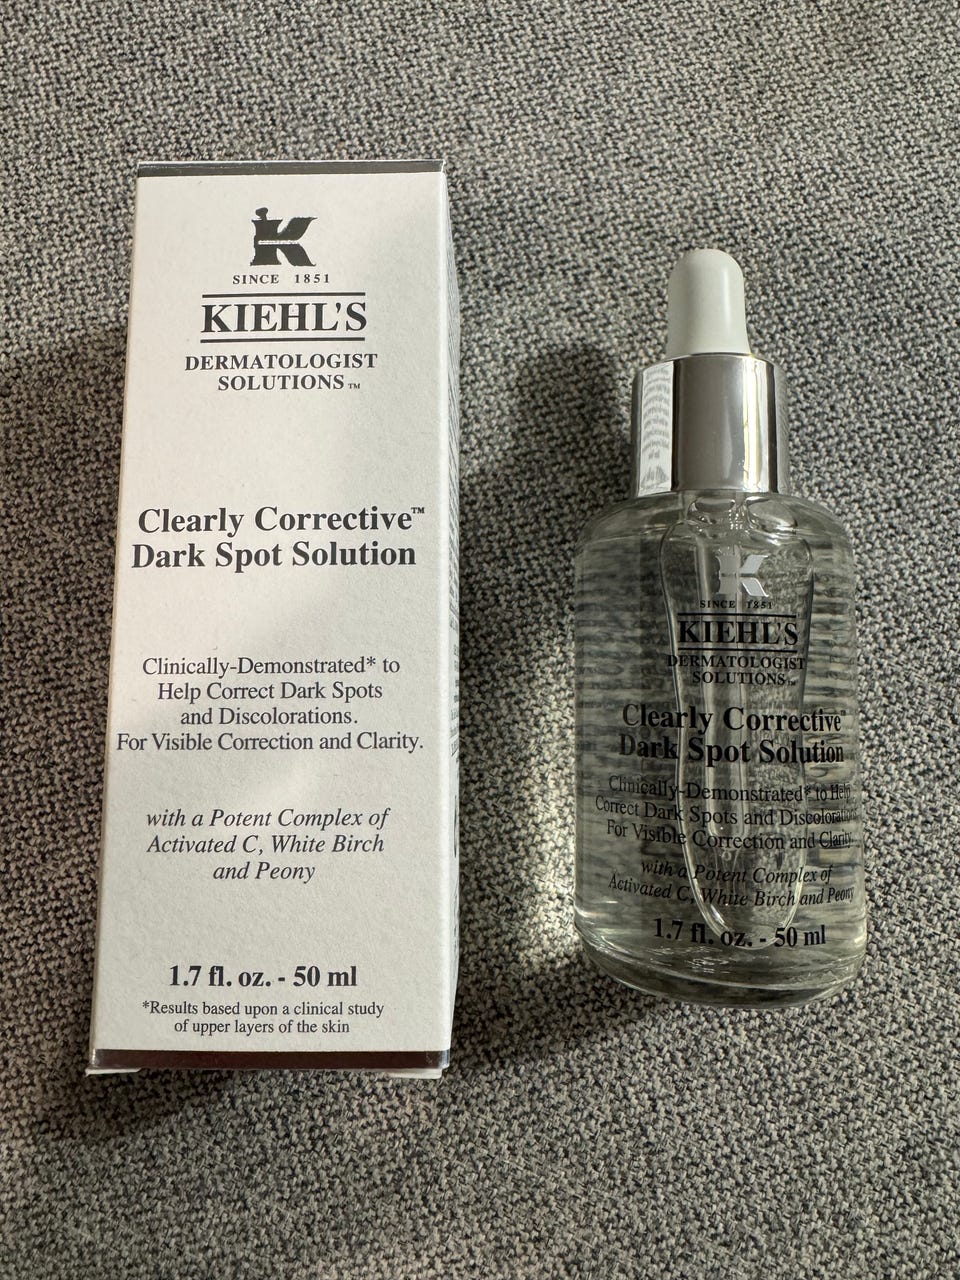 K
SINCE 1851
KIEHL'S
DERMATOLOGIST
SOLUTIONS™
Clearly Corrective™
Dark Spot Solution
Clinically-Demonstrated* to
Help Correct Dark Spots
and Discolorations.
For Visible Correction and Clarity.
with a Potent Complex of
Activated C, White Birch
and Peony
1.7 fl. oz. - 50 ml
*Results based upon a clinical study
of upper layers of the skin
K
SINCE 1851
KIEHL'S
DERMATOLOGIST
SOLUTIONS™
Clearly Corrective™
Dark Spot Solution
Clinically-Demonstrated* to Help
Correct Dark Spots and Discolorations
For Visible Correction and Clarity
with a Potent Complex of
Activated C, White Birch and Peony
1.7 fl. oz. - 50 ml